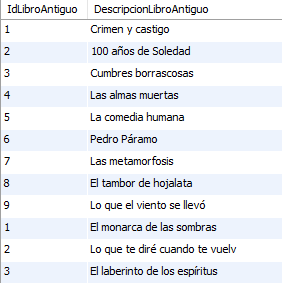 IdLibroAntiguo DescripcionLibroAntiguo
1 Crimen y castigo
2 100 años de Soledad
3 Cumbres borrascosas
4 Las almas muertas
5 La comedia humana
6 Pedro Páramo
7 Las metamorfosis
8 El tambor de hojalata
9 Lo que el viento se llevó
1 El monarca de las sombras
2 Lo que te diré cuando te vuelv
3 El laberinto de los espíritus